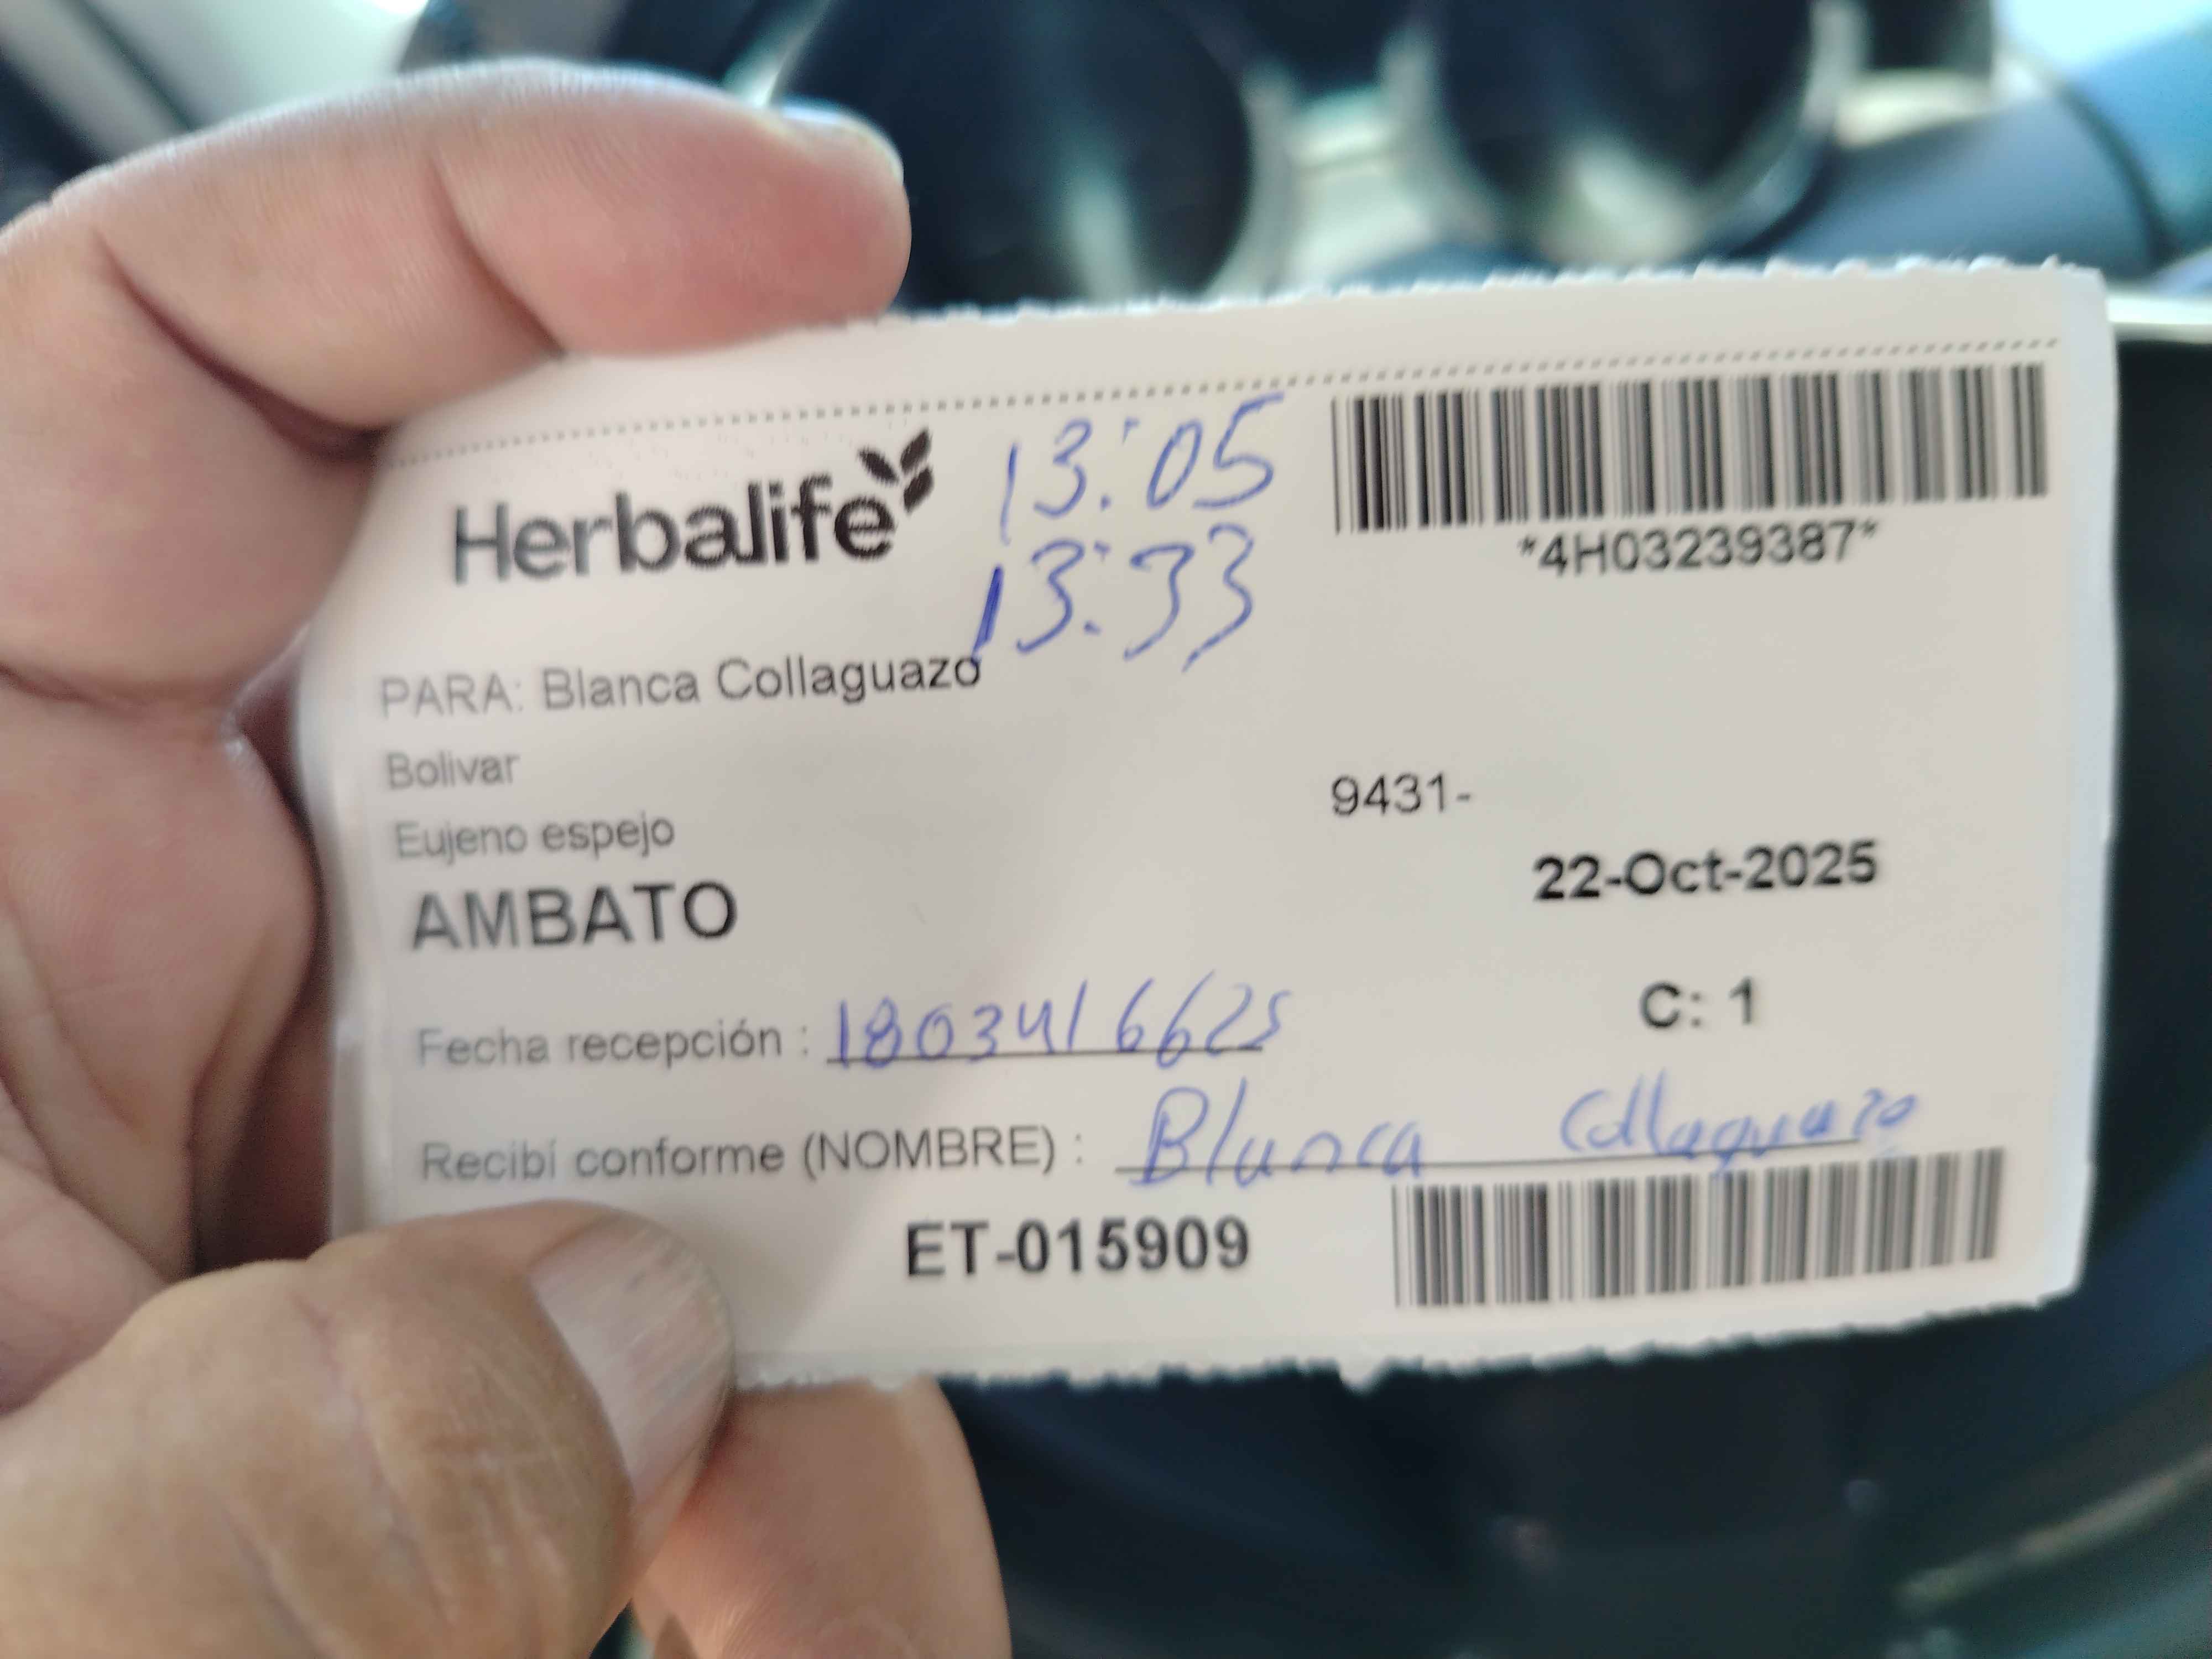 Herbalife
13:05
13:33
*4H03239387*
PARA: Blanca Collaguazo
Bolivar
9431-
Eujeno espejo
22-Oct-2025
AMBATO
C: 1
Fecha recepción : 1803416625
Recibí conforme (NOMBRE) : Blanca Collaguazo
ET-015909